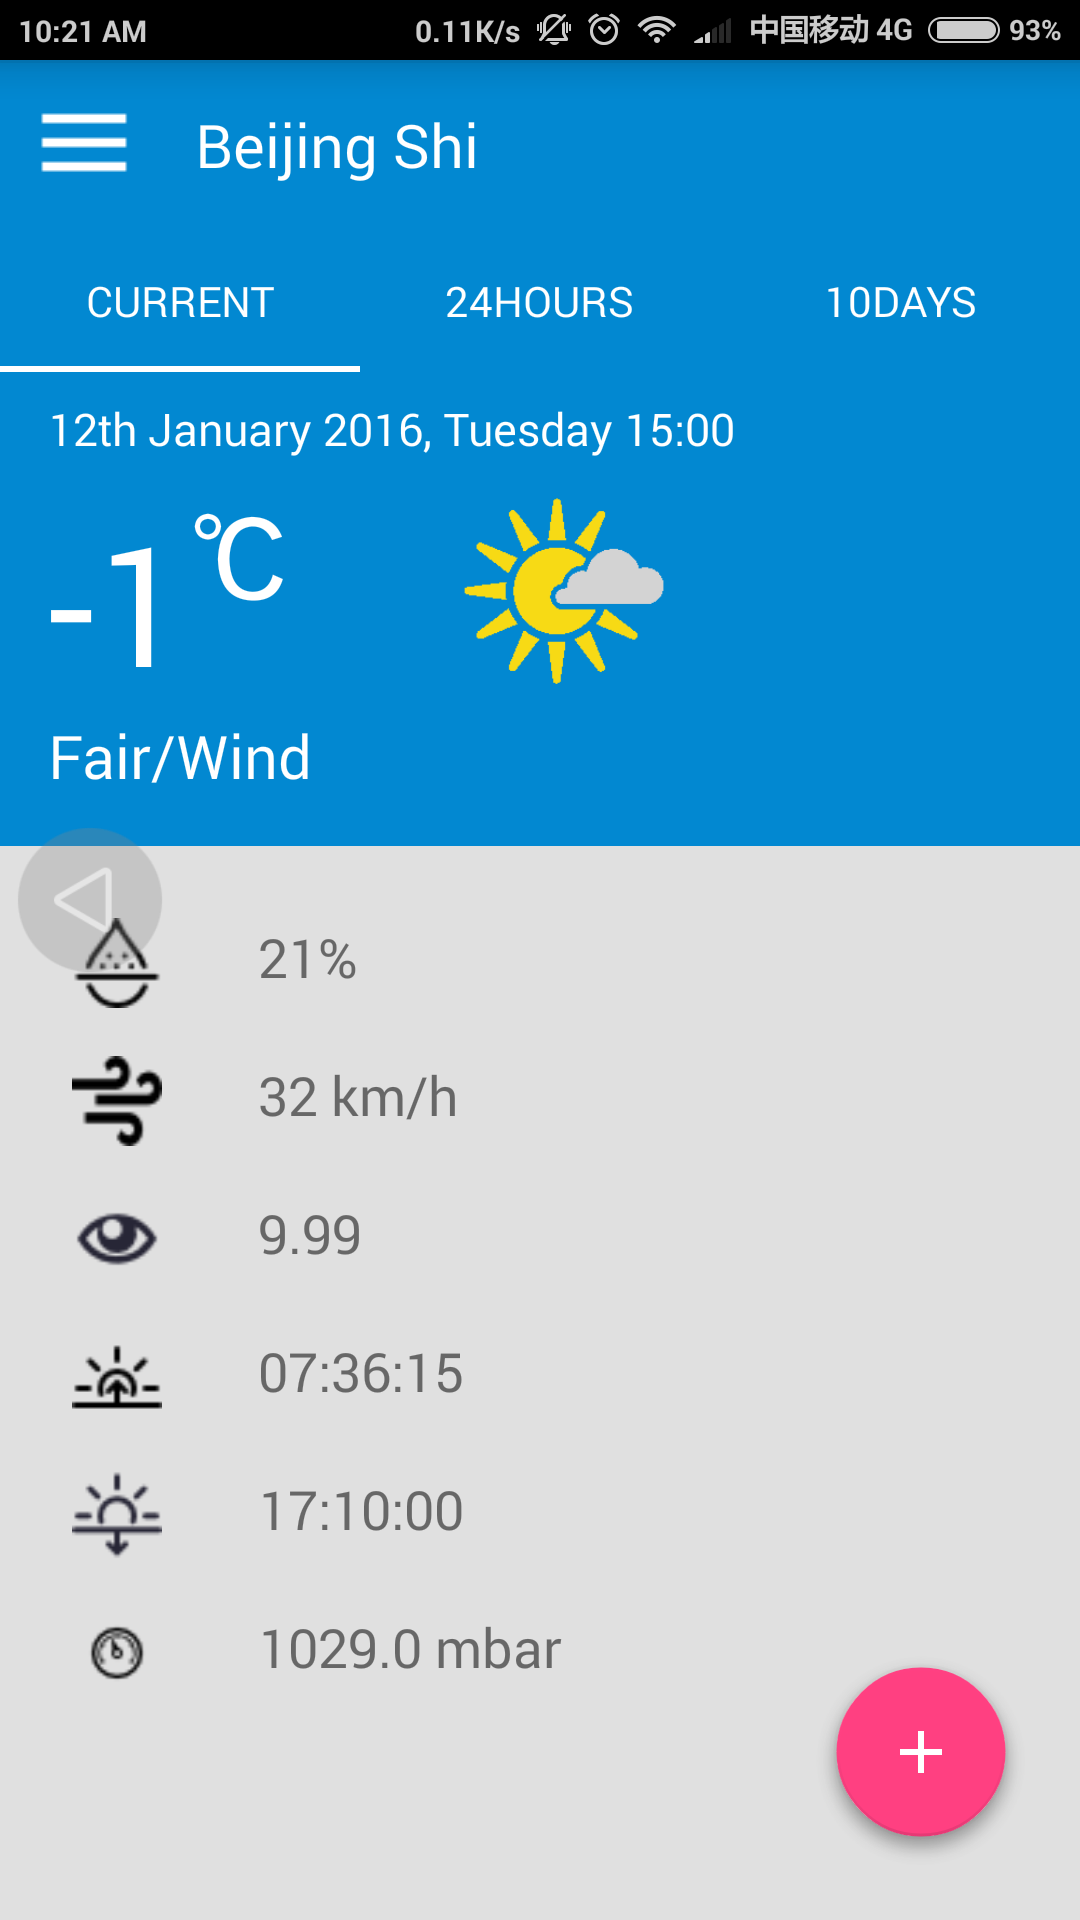 10:21 AM 0.11K/s 中国移动 4G 93%
Beijing Shi
CURRENT 24HOURS 10DAYS
12th January 2016, Tuesday 15:00
-1 ℃
Fair/Wind
21%
32 km/h
9.99
07:36:15
17:10:00
1029.0 mbar